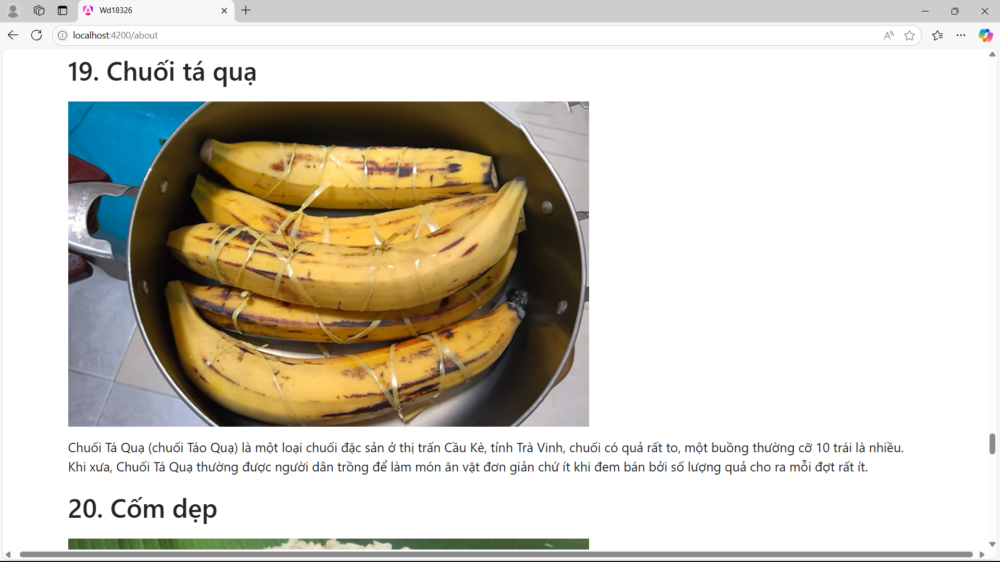 Wd18326
localhost:4200/about
19. Chuối tá quạ
Chuối Tá Quạ (chuối Táo Quạ) là một loại chuối đặc sản ở thị trấn Cầu Kè, tỉnh Trà Vinh, chuối có quả rất to, một buồng thường cỡ 10 trái là nhiều.
Khi xưa, Chuối Tá Quạ thường được người dân trồng để làm món ăn vặt đơn giản chứ ít khi đem bán bởi số lượng quả cho ra mỗi đợt rất ít.
20. Cốm dẹp